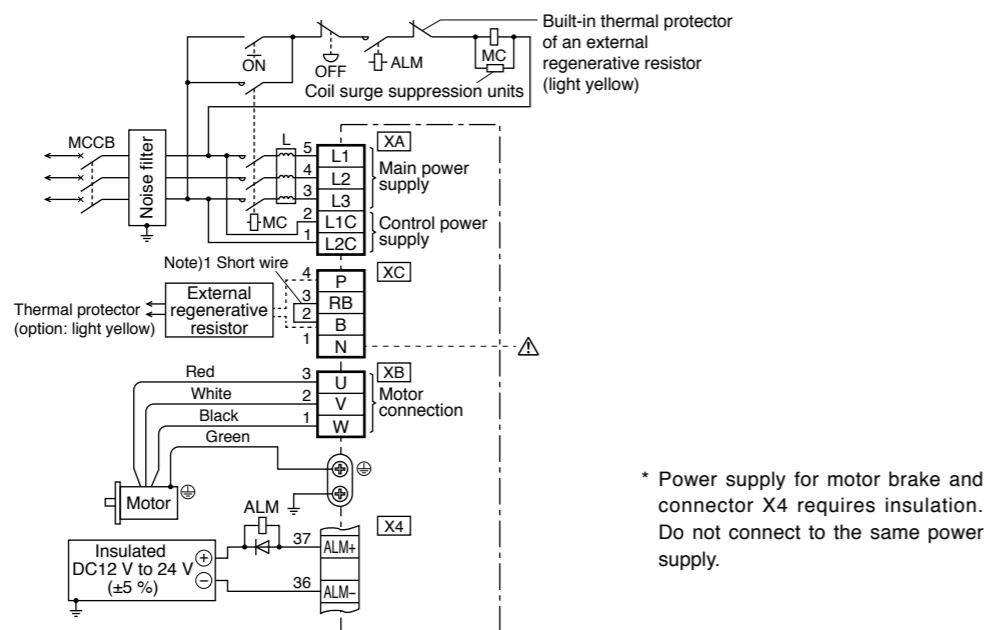 Built-in thermal protector
of an external
regenerative resistor
(light yellow)
ON
OFF
ALM
MC
Coil surge suppression units
MCCB
Noise filter
L
XA
5
L1
4
L2
3
L3
Main power
supply
MC
2
L1C
1
L2C
Control power
supply
Note)1 Short wire
XC
4
P
3
RB
2
B
1
N
Thermal protector
(option: light yellow)
External
regenerative
resistor
XB
Red
3
U
White
2
V
Black
1
W
Motor
connection
Green
Motor
ALM
X4
37
ALM+
36
ALM−
Insulated
DC12 V to 24 V
(±5 %)
+
−
* Power supply for motor brake and
connector X4 requires insulation.
Do not connect to the same power
supply.